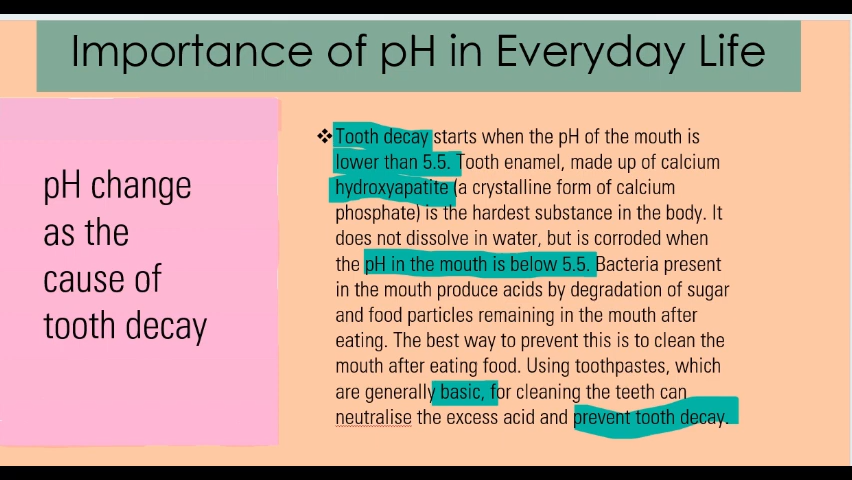 Importance of pH in Everyday Life
pH change
as the
cause of
tooth decay
❖ Tooth decay starts when the pH of the mouth is
lower than 5.5. Tooth enamel, made up of calcium
hydroxyapatite (a crystalline form of calcium
phosphate) is the hardest substance in the body. It
does not dissolve in water, but is corroded when
the pH in the mouth is below 5.5. Bacteria present
in the mouth produce acids by degradation of sugar
and food particles remaining in the mouth after
eating. The best way to prevent this is to clean the
mouth after eating food. Using toothpastes, which
are generally basic, for cleaning the teeth can
neutralise the excess acid and prevent tooth decay.